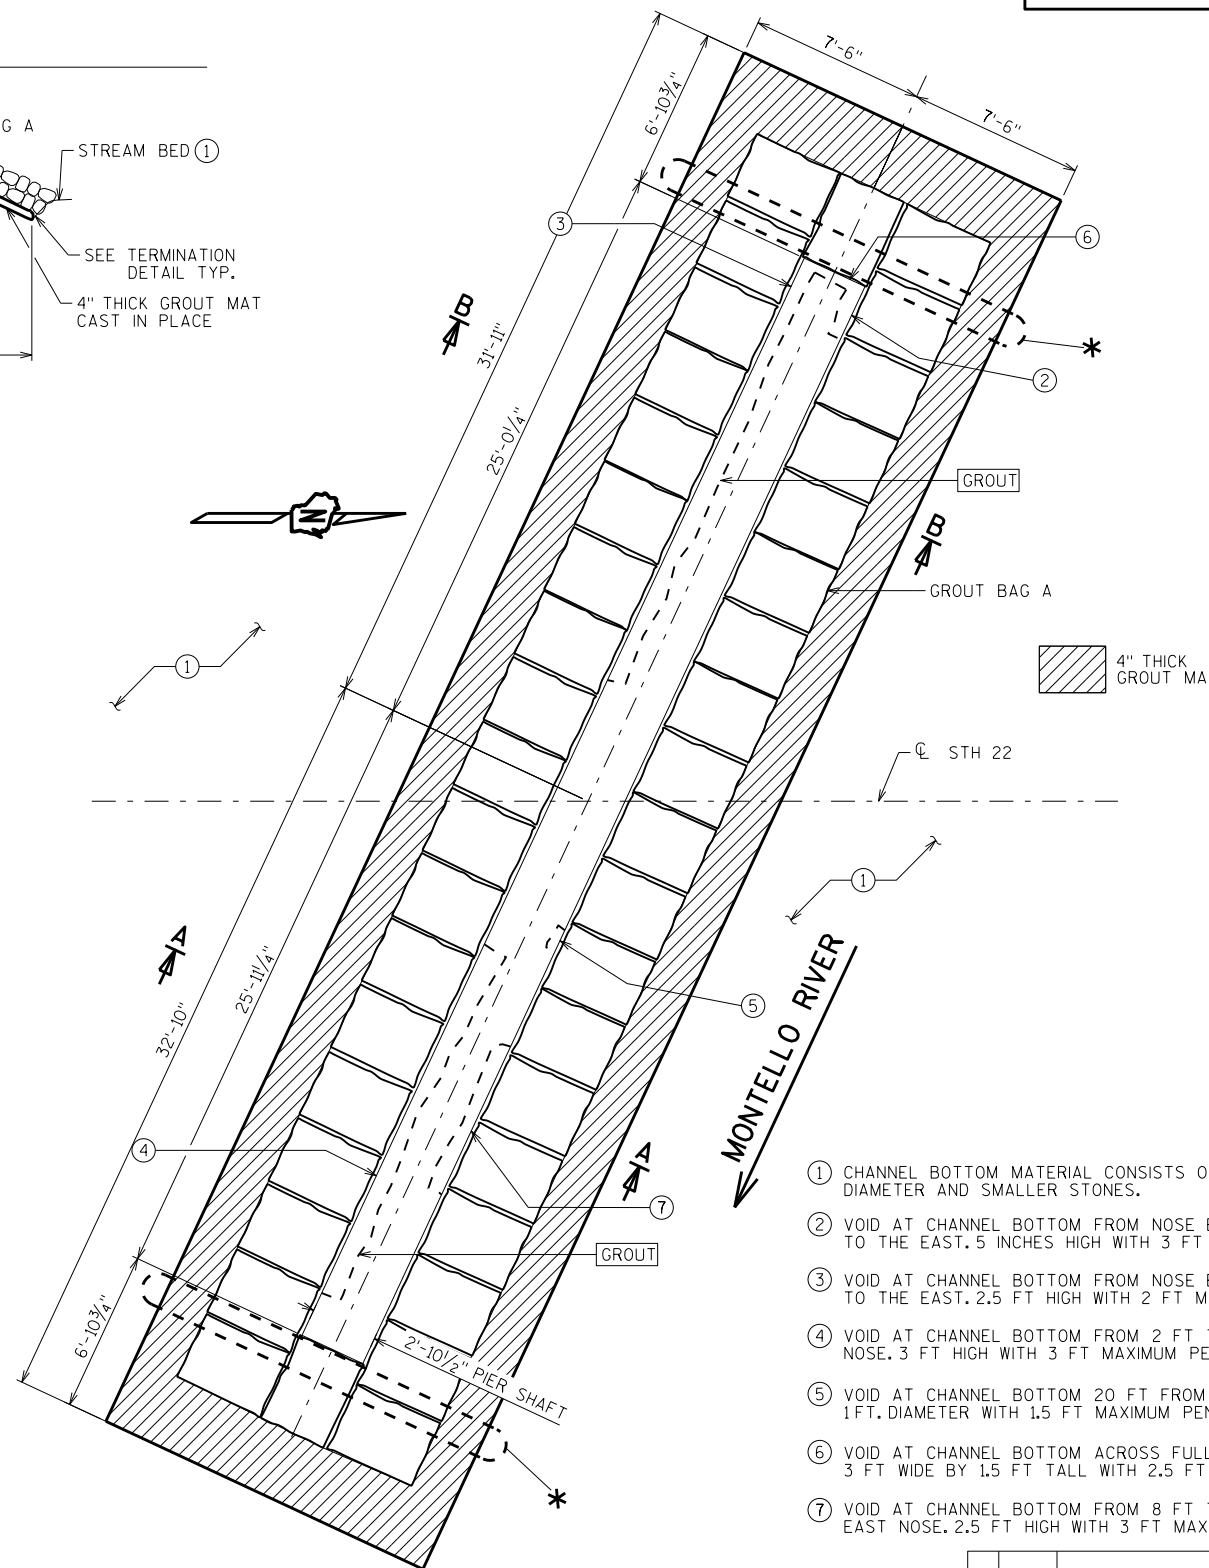 G A
STREAM BED ①
SEE TERMINATION
DETAIL TYP.
4" THICK GROUT MAT
CAST IN PLACE
7'-6"
7'-6"
6'-10¾"
31'-11"
25'-0¼"
③
⑥
②
*
B
B
GROUT
GROUT BAG A
N
①
4" THICK
GROUT MA
℄ STH 22
①
A
A
32'-10"
25'-11¼"
⑤
MONTELLO RIVER
④
⑦
GROUT
6'-10¾"
2'-10½" PIER SHAFT
*
① CHANNEL BOTTOM MATERIAL CONSISTS O
DIAMETER AND SMALLER STONES.
② VOID AT CHANNEL BOTTOM FROM NOSE
TO THE EAST. 5 INCHES HIGH WITH 3 FT
③ VOID AT CHANNEL BOTTOM FROM NOSE
TO THE EAST. 2.5 FT HIGH WITH 2 FT M
④ VOID AT CHANNEL BOTTOM FROM 2 FT
NOSE. 3 FT HIGH WITH 3 FT MAXIMUM PE
⑤ VOID AT CHANNEL BOTTOM 20 FT FROM
1 FT. DIAMETER WITH 1.5 FT MAXIMUM PEN
⑥ VOID AT CHANNEL BOTTOM ACROSS FULL
3 FT WIDE BY 1.5 FT TALL WITH 2.5 FT
⑦ VOID AT CHANNEL BOTTOM FROM 8 FT
EAST NOSE. 2.5 FT HIGH WITH 3 FT MAX